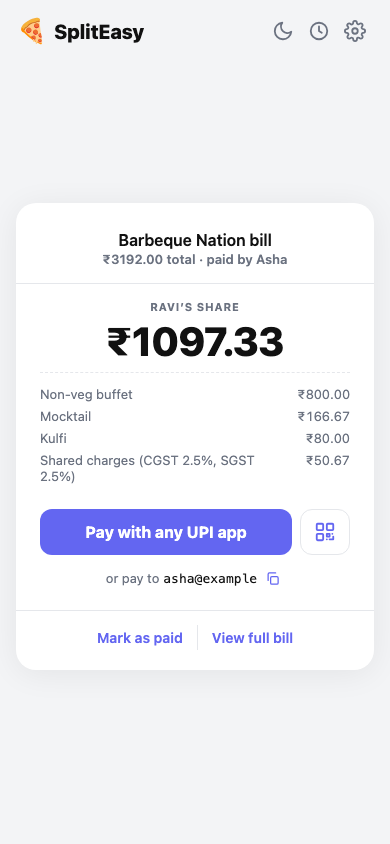 SplitEasy
Barbeque Nation bill
₹3192.00 total · paid by Asha
RAVI'S SHARE
₹1097.33
Non-veg buffet ₹800.00
Mocktail ₹166.67
Kulfi ₹80.00
Shared charges (CGST 2.5%, SGST ₹50.67
2.5%)
Pay with any UPI app
or pay to asha@example
Mark as paid View full bill